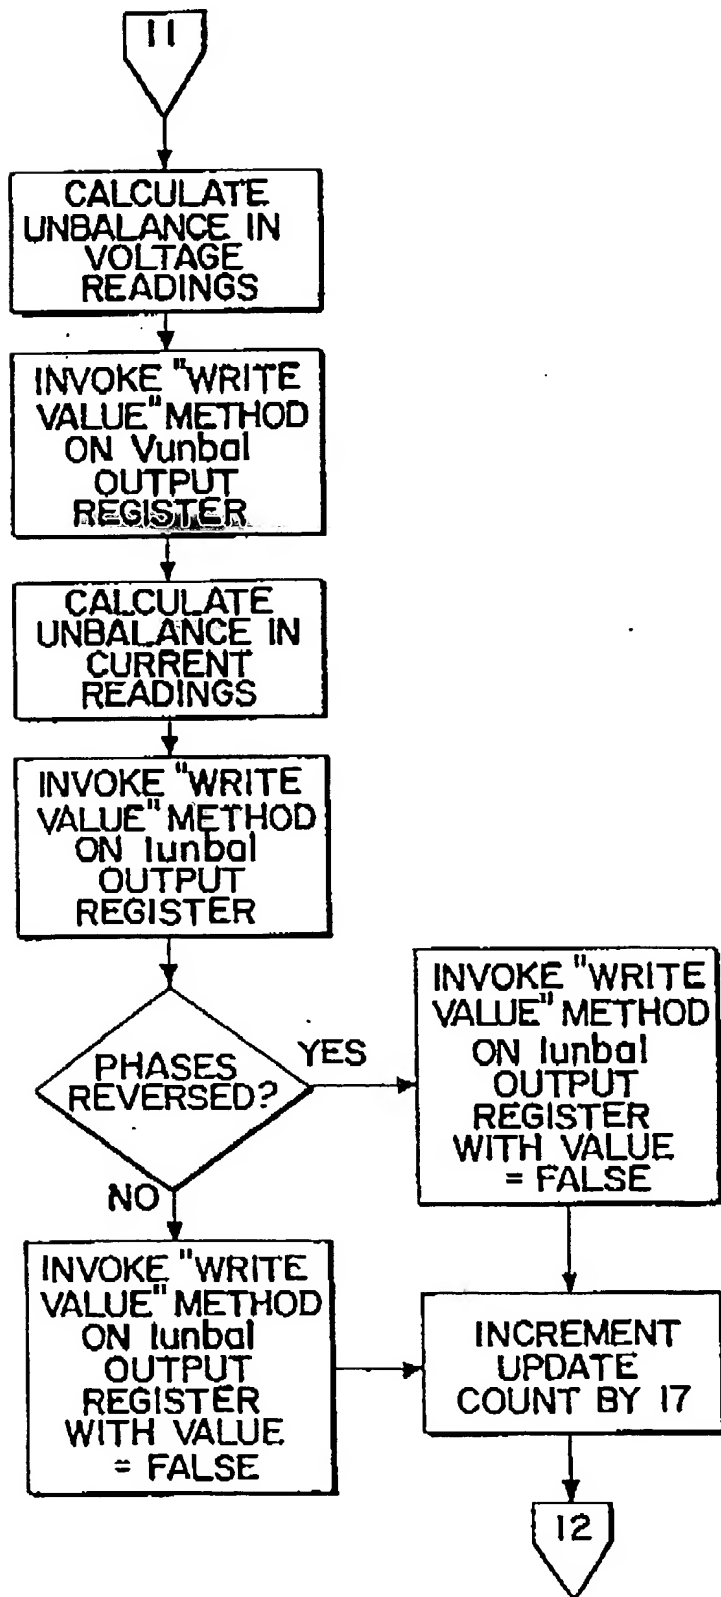 11
CALCULATE
UNBALANCE IN
VOLTAGE
READINGS
INVOKE "WRITE
VALUE" METHOD
ON Vunbal
OUTPUT
REGISTER
CALCULATE
UNBALANCE IN
CURRENT
READINGS
INVOKE "WRITE
VALUE" METHOD
ON Iunbal
OUTPUT
REGISTER
PHASES
REVERSED?
YES
INVOKE "WRITE
VALUE" METHOD
ON Iunbal
OUTPUT
REGISTER
WITH VALUE
= FALSE
NO
INVOKE "WRITE
VALUE" METHOD
ON Iunbal
OUTPUT
REGISTER
WITH VALUE
= FALSE
INCREMENT
UPDATE
COUNT BY 17
12